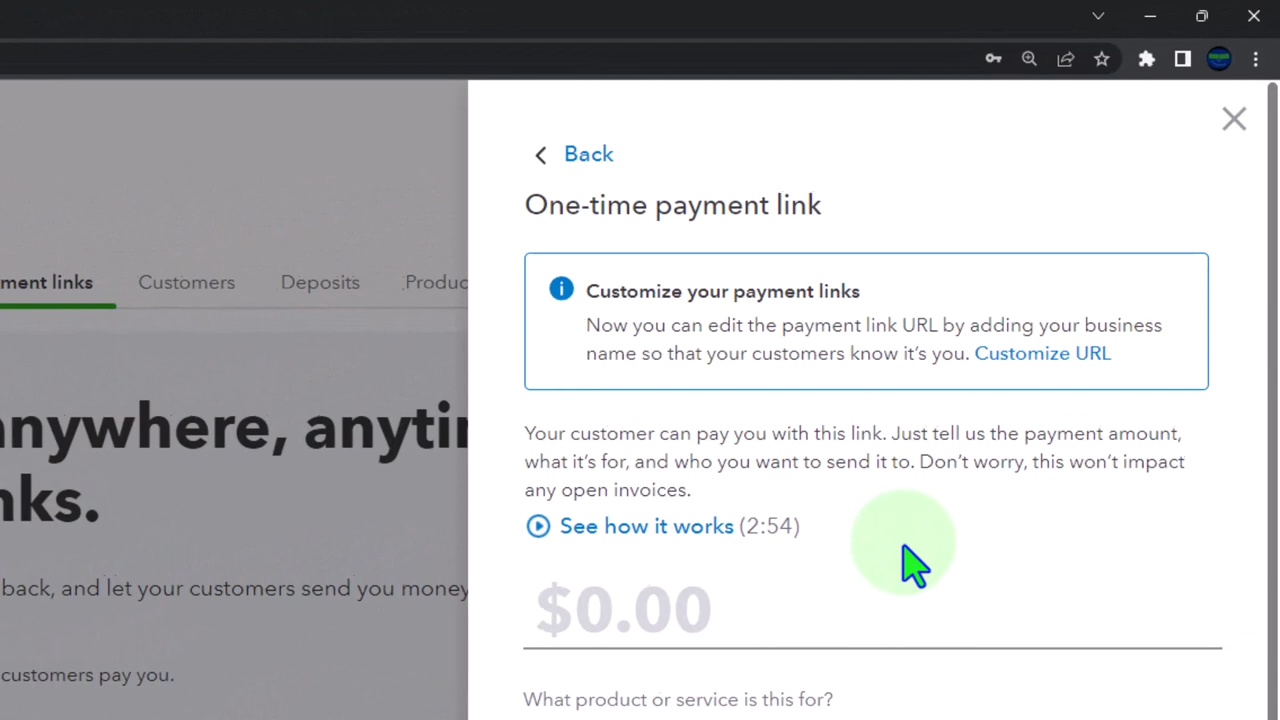 Back
One-time payment link
Customize your payment links
Now you can edit the payment link URL by adding your business
name so that your customers know it's you. Customize URL
ment links Customers Deposits Produc
anywhere, anytin
nks.
Your customer can pay you with this link. Just tell us the payment amount,
what it's for, and who you want to send it to. Don't worry, this won't impact
any open invoices.
See how it works (2:54)
back, and let your customers send you money
$0.00
customers pay you.
What product or service is this for?